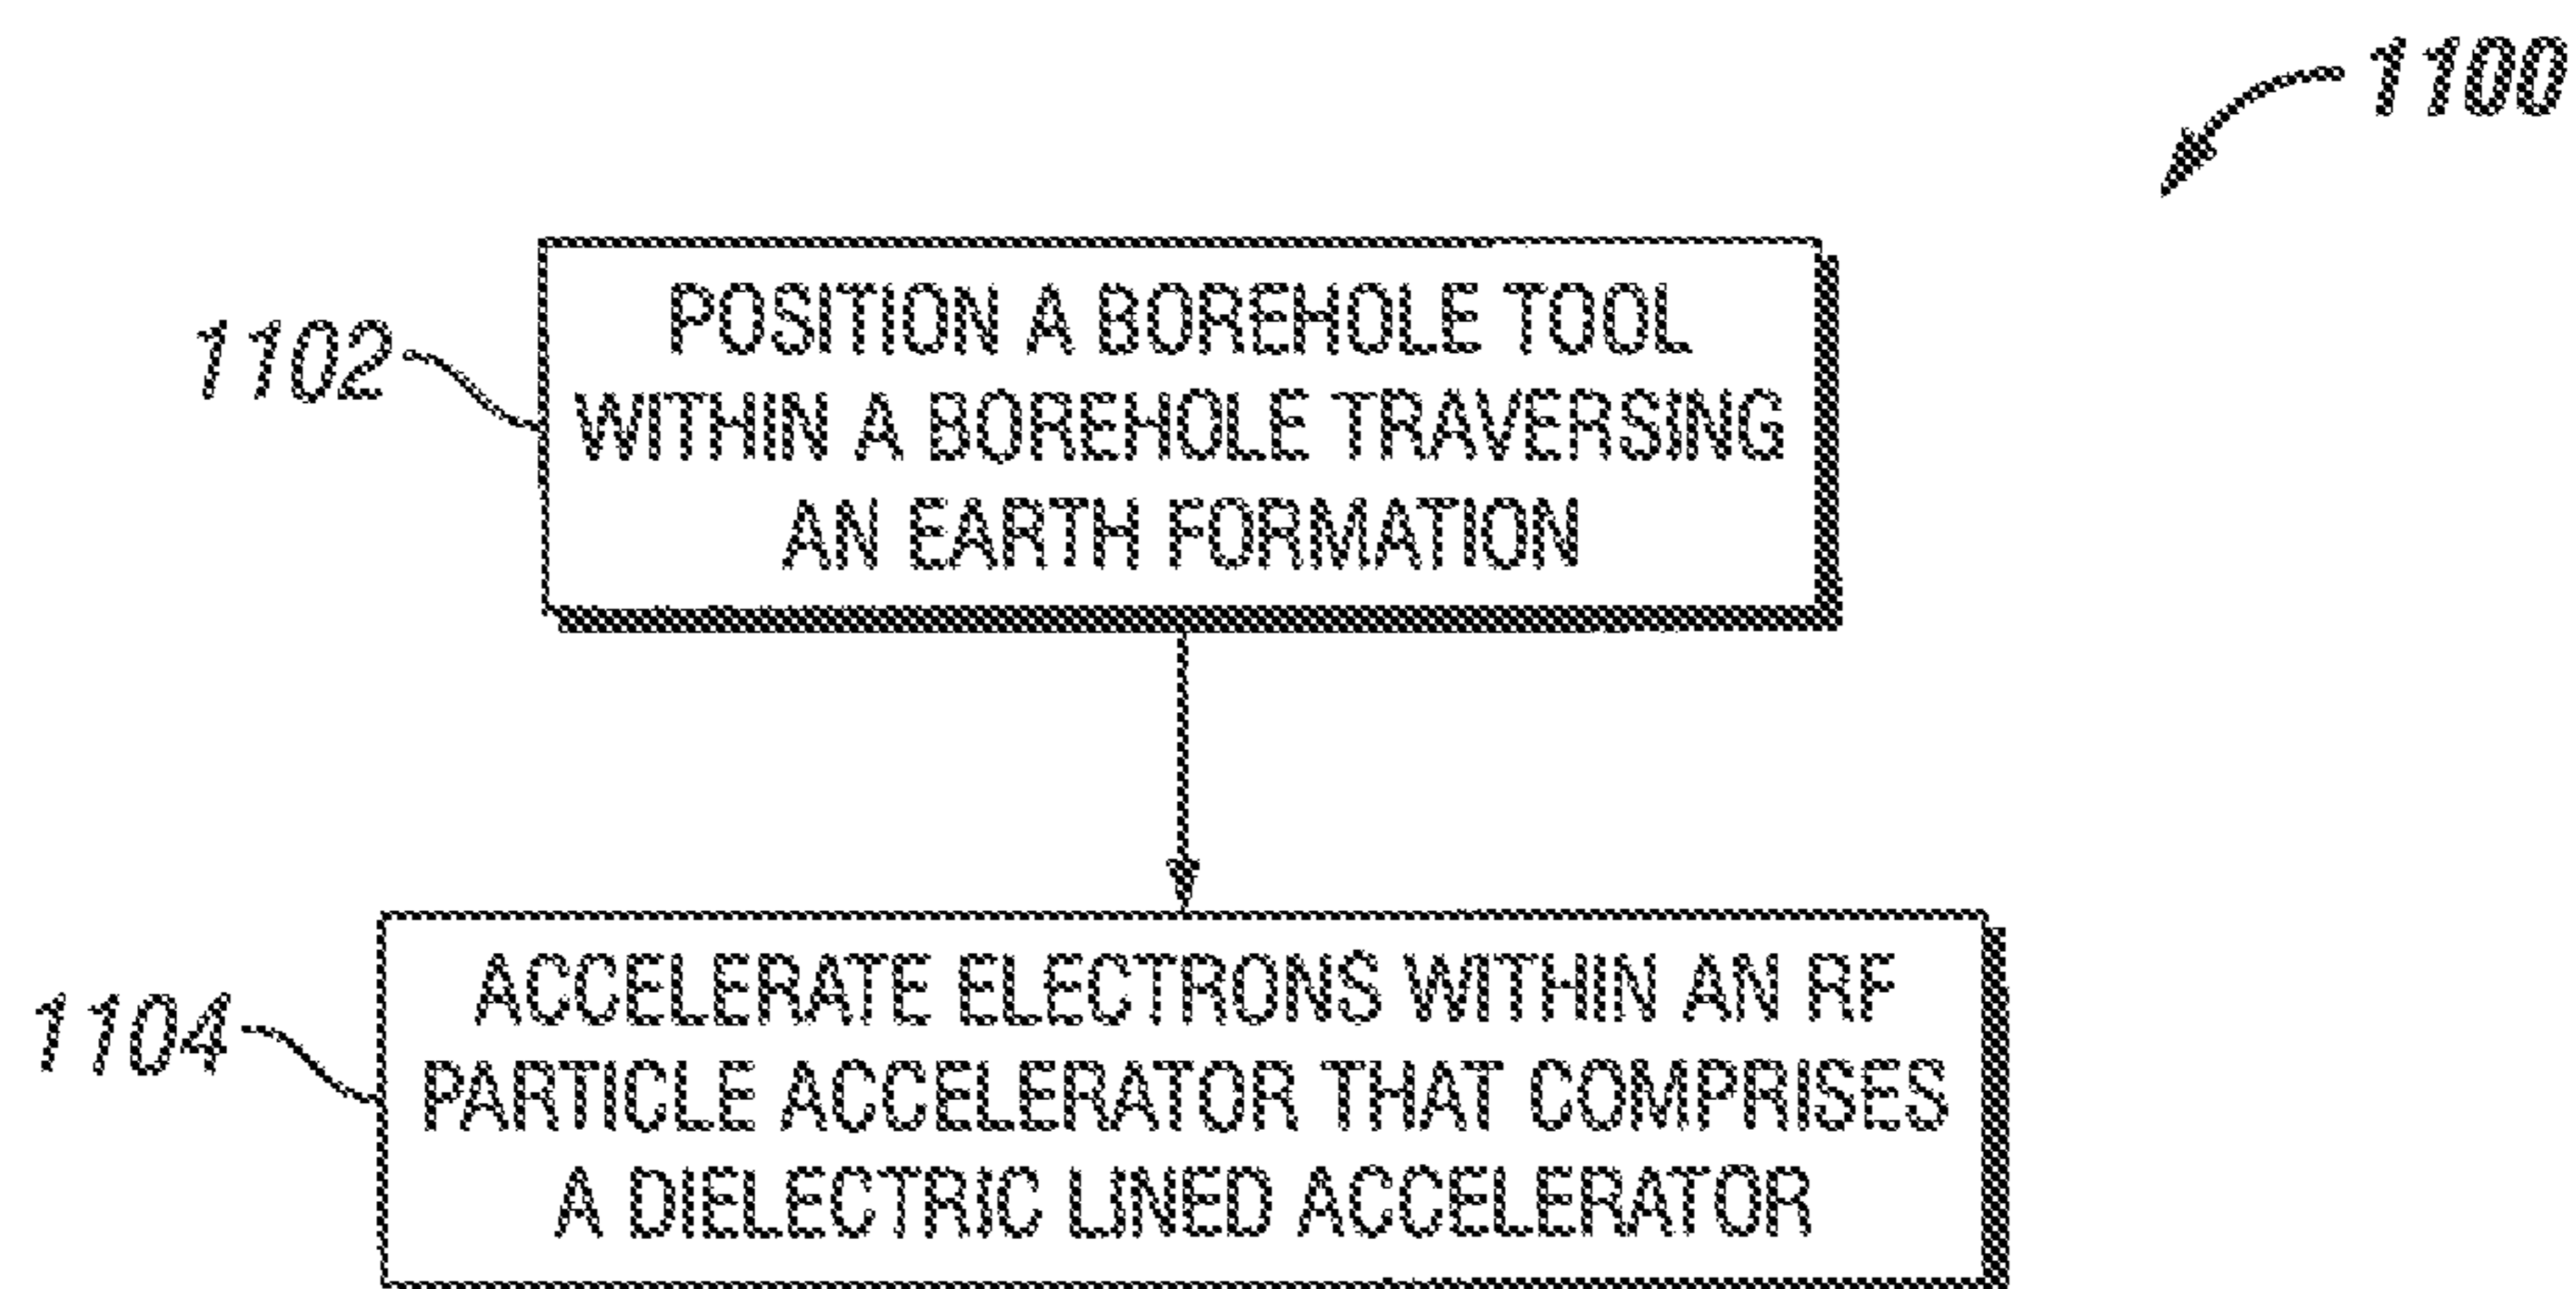 1100
1102
POSITION A BOREHOLE TOOL
WITHIN A BOREHOLE TRAVERSING
AN EARTH FORMATION
1104
ACCELERATE ELECTRONS WITHIN AN RF
PARTICLE ACCELERATOR THAT COMPRISES
A DIELECTRIC LINED ACCELERATOR